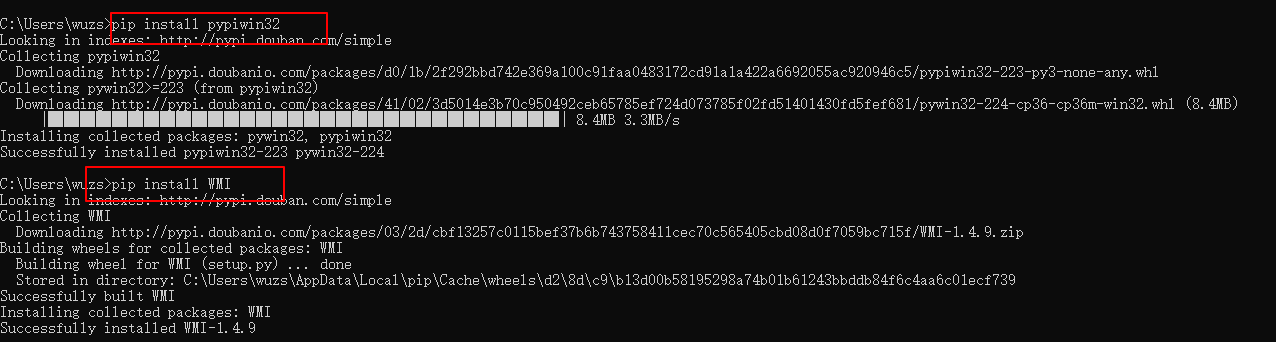 C:\Users\wuzs>pip install pypiwin32
Looking in indexes: http://pypi.douban.com/simple
Collecting pypiwin32
Downloading http://pypi.doubanio.com/packages/d0/1b/2f292bbd742e369a100c91faa0483172cd91a1a422a6692055ac920946c5/pypiwin32-223-py3-none-any.whl
Collecting pywin32>=223 (from pypiwin32)
Downloading http://pypi.doubanio.com/packages/41/02/3d5014e3b70c950492ceb65785ef724d073785f02fd51401430fd5fef681/pywin32-224-cp36-cp36m-win32.whl (8.4MB)
8.4MB 3.3MB/s
Installing collected packages: pywin32, pypiwin32
Successfully installed pypiwin32-223 pywin32-224
C:\Users\wuzs>pip install WMI
Looking in indexes: http://pypi.douban.com/simple
Collecting WMI
Downloading http://pypi.doubanio.com/packages/03/2d/cbf13257c0115bef37b6b743758411cec70c565405cbd08d0f7059bc715f/WMI-1.4.9.zip
Building wheels for collected packages: WMI
Building wheel for WMI (setup.py) ... done
Stored in directory: C:\Users\wuzs\AppData\Local\pip\Cache\wheels\d2\8d\c9\b13d00b58195298a74b01b61243bbddb84f6c4aa6c01ecf739
Successfully built WMI
Installing collected packages: WMI
Successfully installed WMI-1.4.9